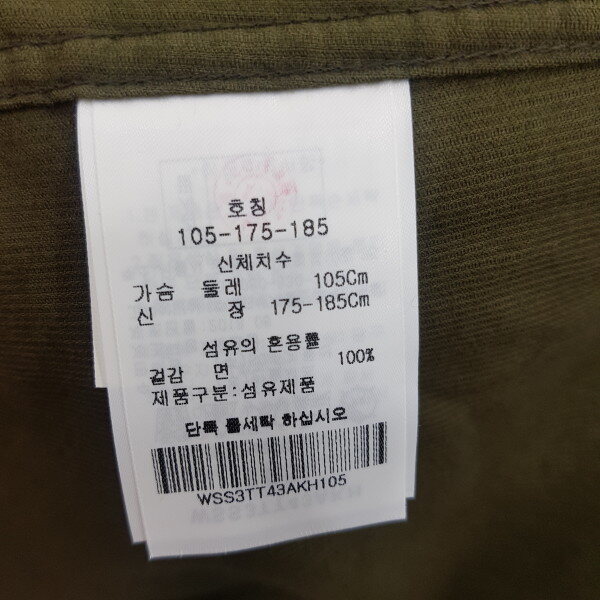 호칭
105-175-185
신체치수
가슴 둘레 105Cm
신 장 175-185Cm
섬유의 혼용률
겉감 면 100%
제품구분:섬유제품
단독 물세탁 하십시오
WSS3TT43AKH105